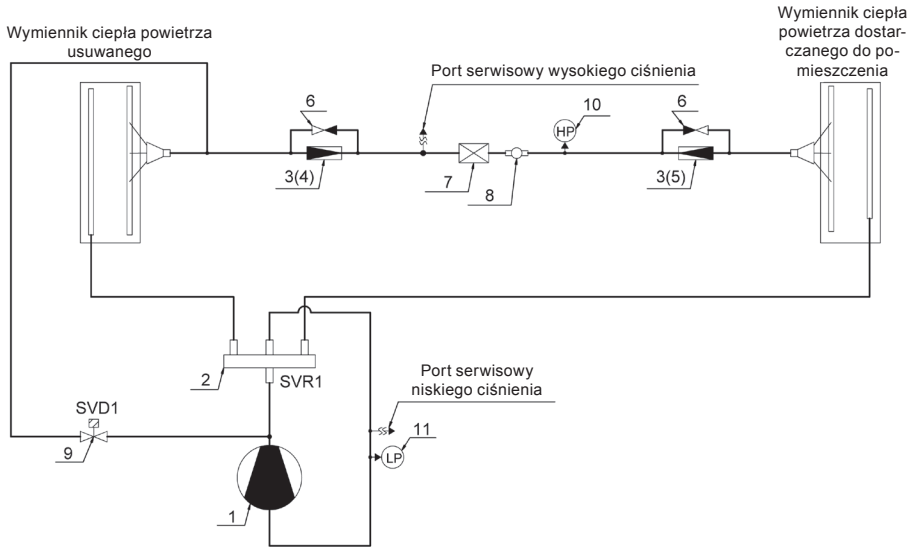 Wymiennik ciepła powietrza
usuwanego
Wymiennik ciepła
powietrza dostar-
czanego do po-
mieszczenia
Port serwisowy wysokiego ciśnienia
6
10
6
HP
3(4)
7
8
3(5)
2
SVR1
Port serwisowy
niskiego ciśnienia
SVD1
9
11
LP
1